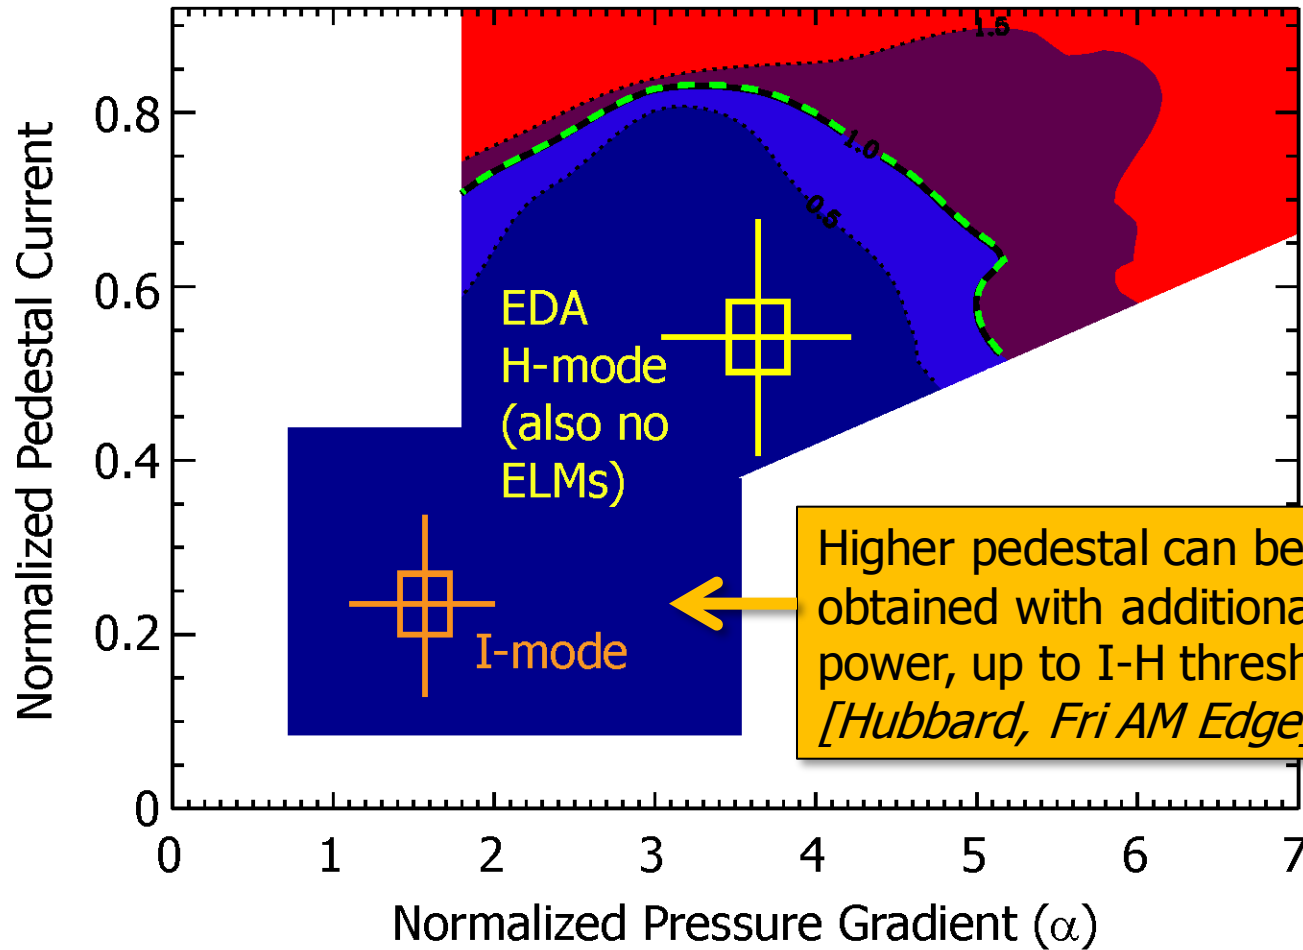 Normalized Pedestal Current
0.8
0.6
0.4
0.2
0
1.5
1.0
0.5
EDA
H-mode
(also no
ELMs)
I-mode
Higher pedestal can be
obtained with additiona
power, up to I-H thresh
[Hubbard, Fri AM Edge
0 1 2 3 4 5 6 7
Normalized Pressure Gradient (α)